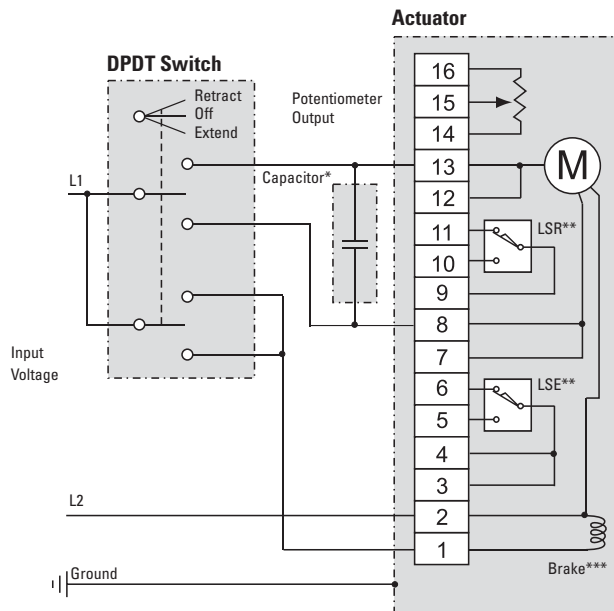 Actuator
DPDT Switch
Retract
Off
Extend
Potentiometer
Output
Capacitor*
L1
Input
Voltage
L2
Ground
16
15
14
13
12
11
10
9
8
7
6
5
4
3
2
1
M
LSR**
LSE**
Brake***